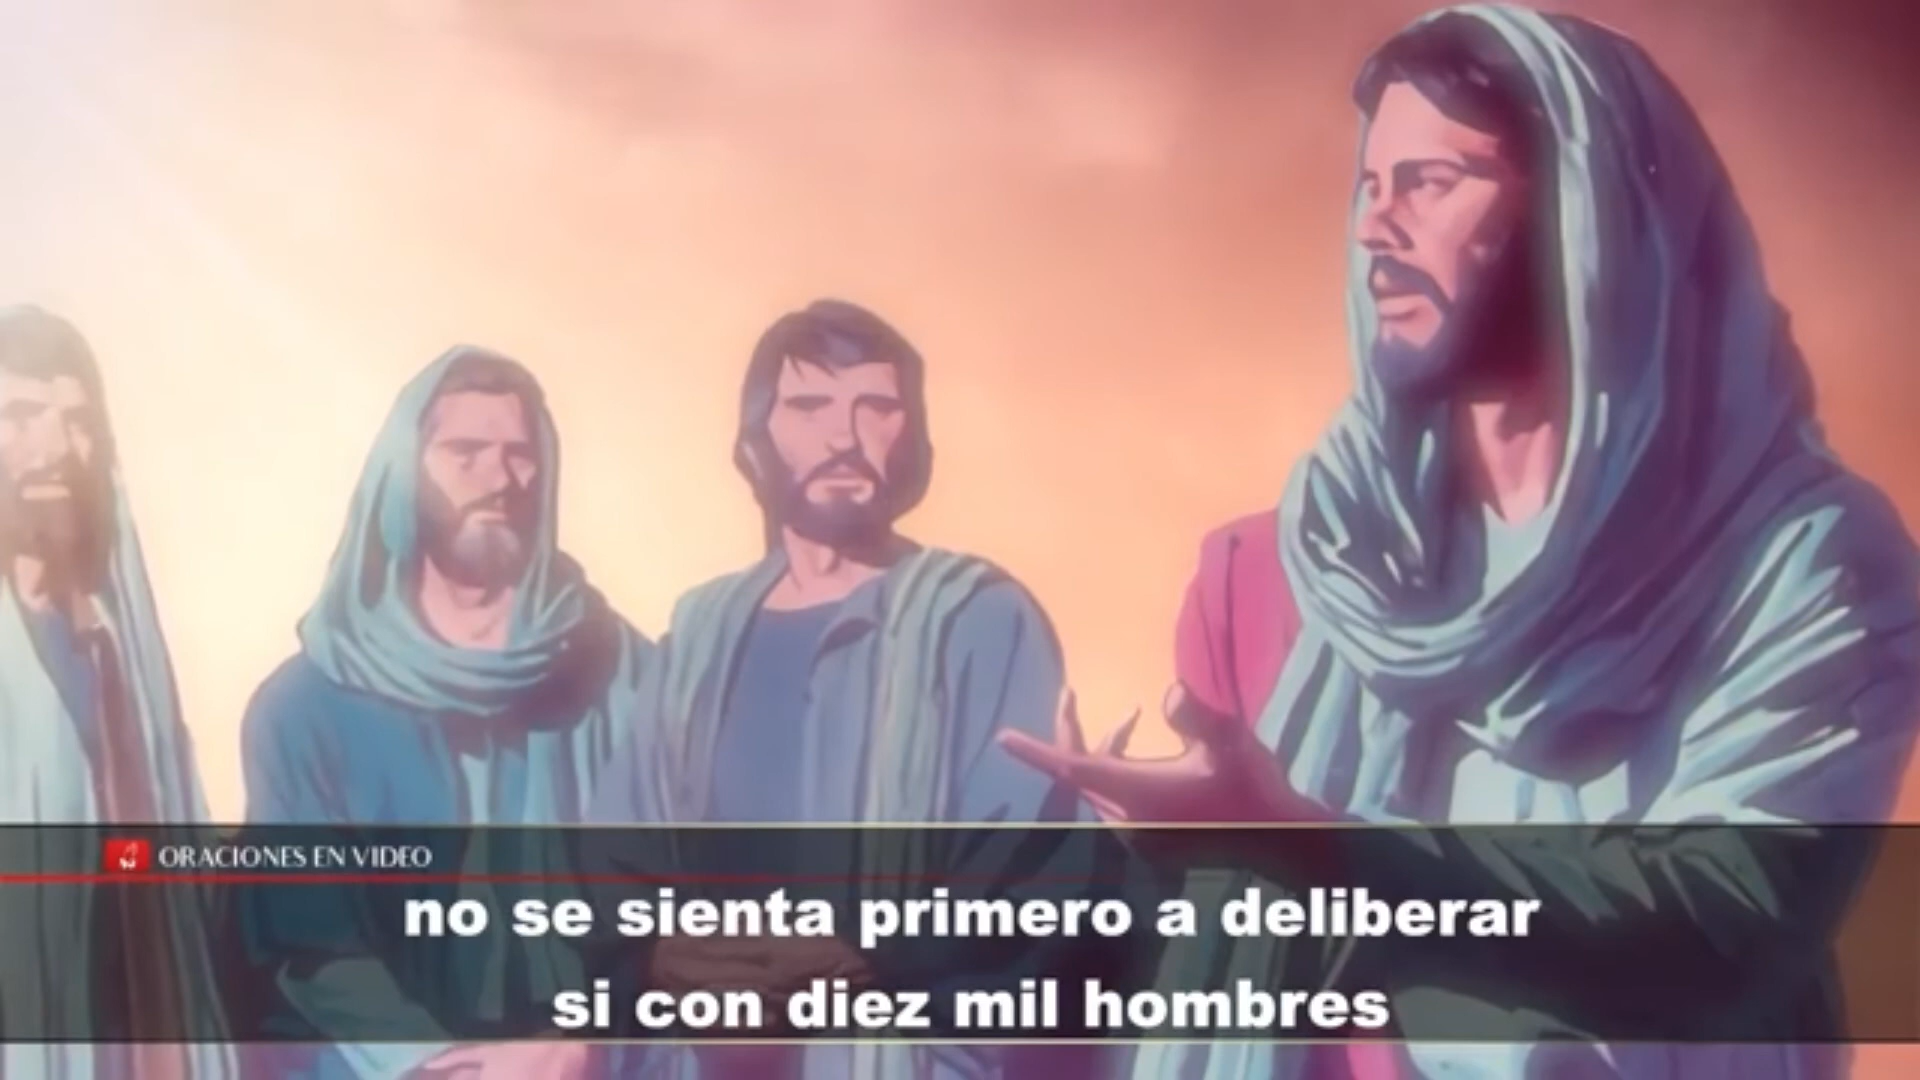 ORACIONES EN VIDEO
no se sienta primero a deliberar
si con diez mil hombres